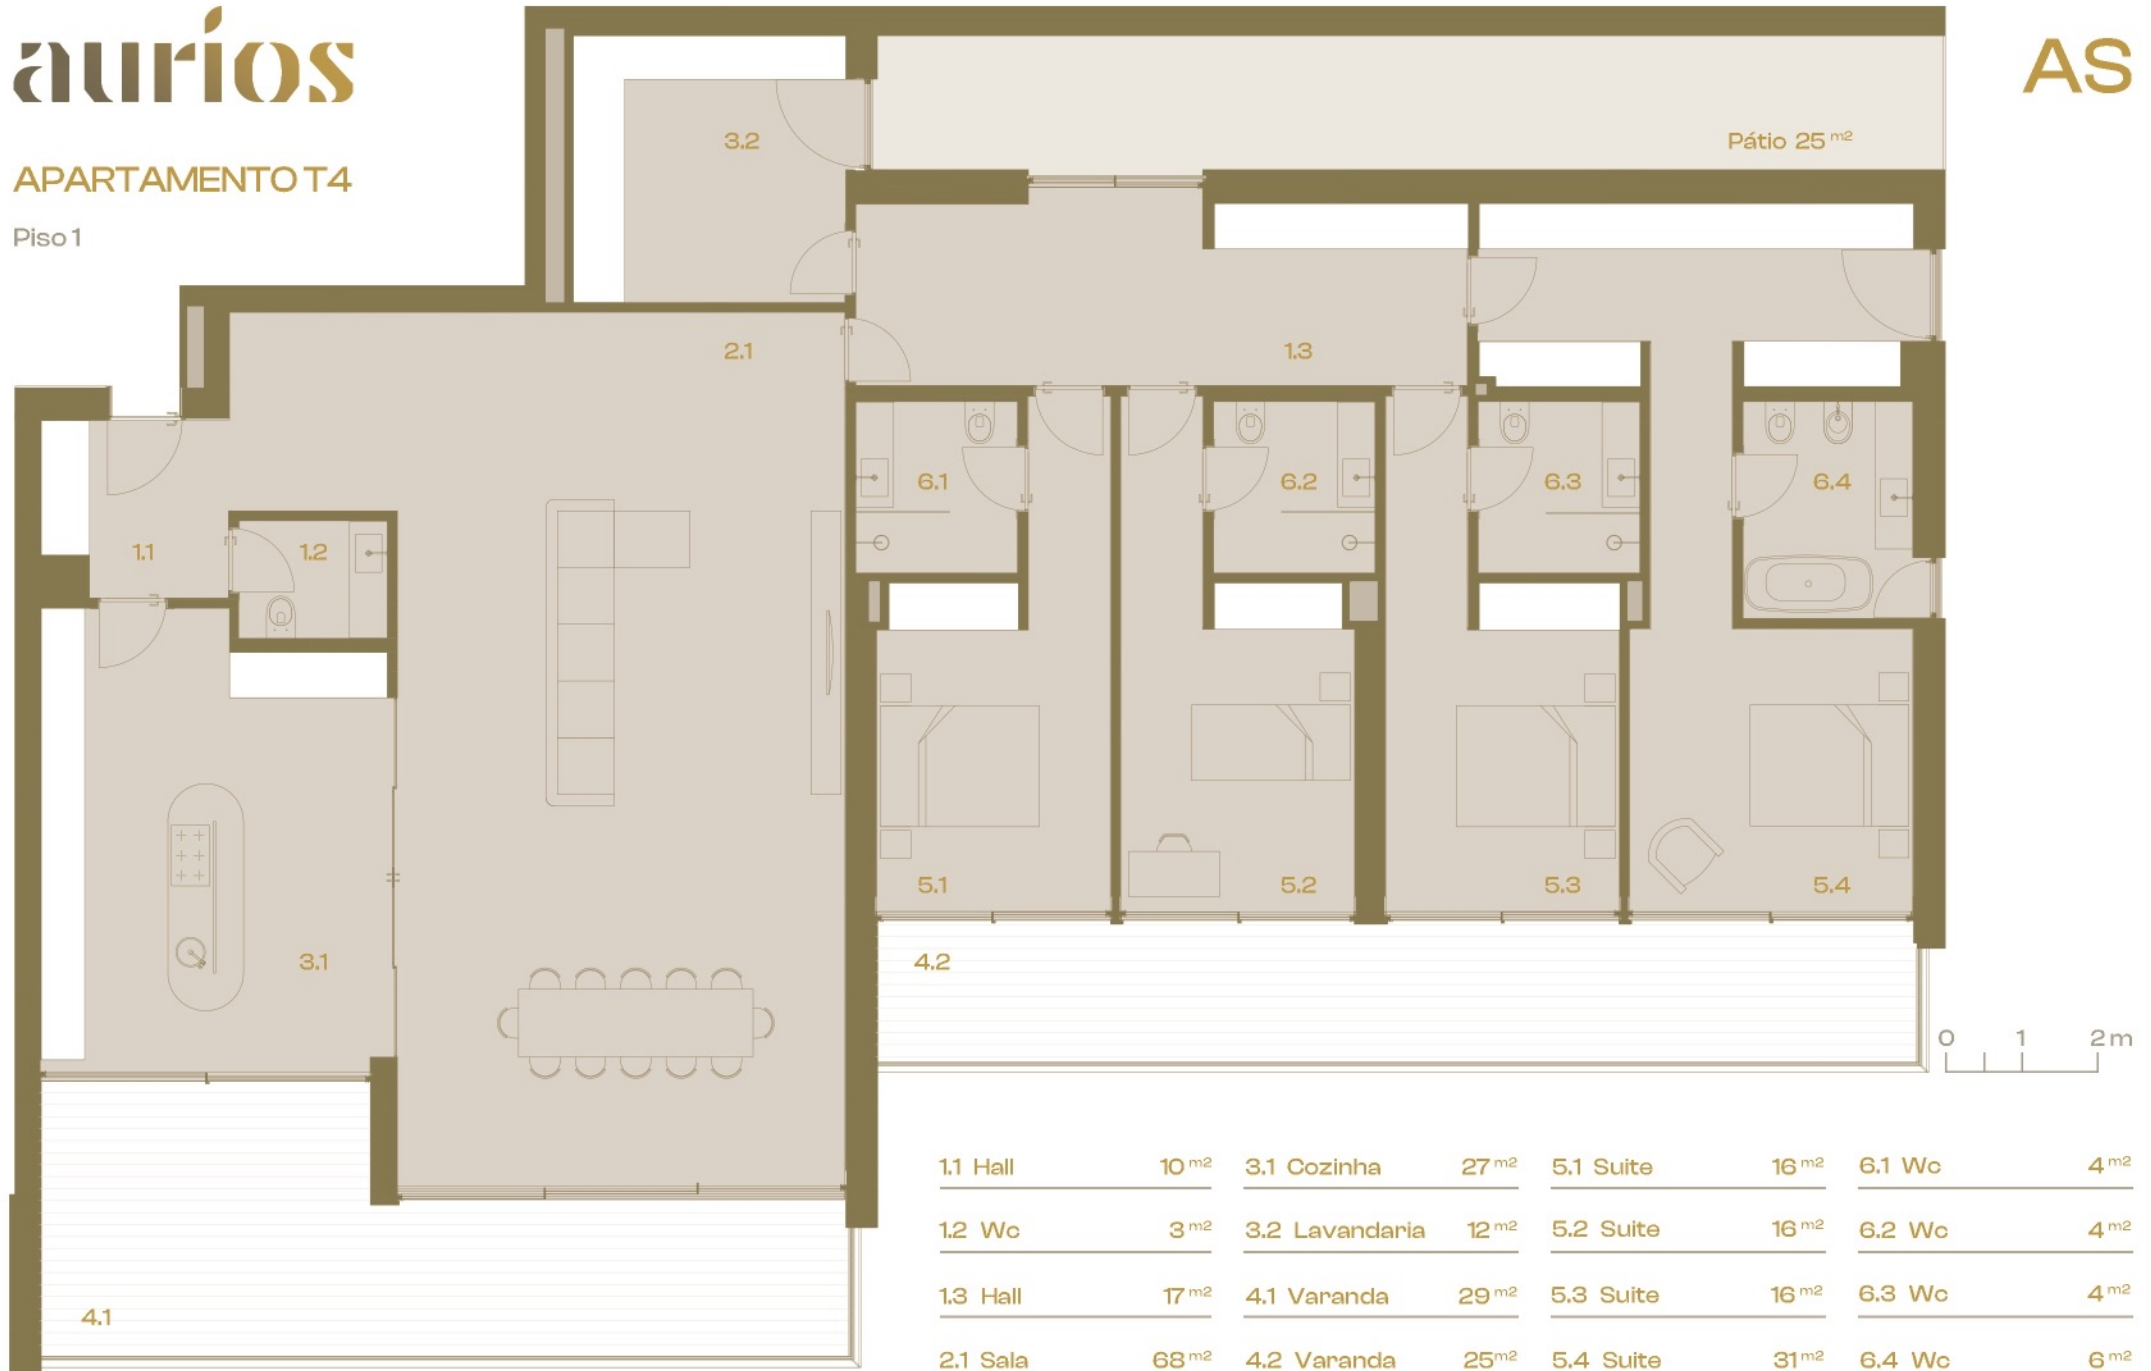 auríos
AS
APARTAMENTO T4
Piso 1
3.2
Pátio 25 m2
2.1
1.3
6.1
6.2
6.3
6.4
1.1
1.2
5.1
5.2
5.3
5.4
3.1
4.2
0 1 2 m
4.1
1.1 Hall 10 m2
1.2 Wc 3 m2
1.3 Hall 17 m2
2.1 Sala 68 m2
3.1 Cozinha 27 m2
3.2 Lavandaria 12 m2
4.1 Varanda 29 m2
4.2 Varanda 25 m2
5.1 Suite 16 m2
5.2 Suite 16 m2
5.3 Suite 16 m2
5.4 Suite 31 m2
6.1 Wc 4 m2
6.2 Wc 4 m2
6.3 Wc 4 m2
6.4 Wc 6 m2